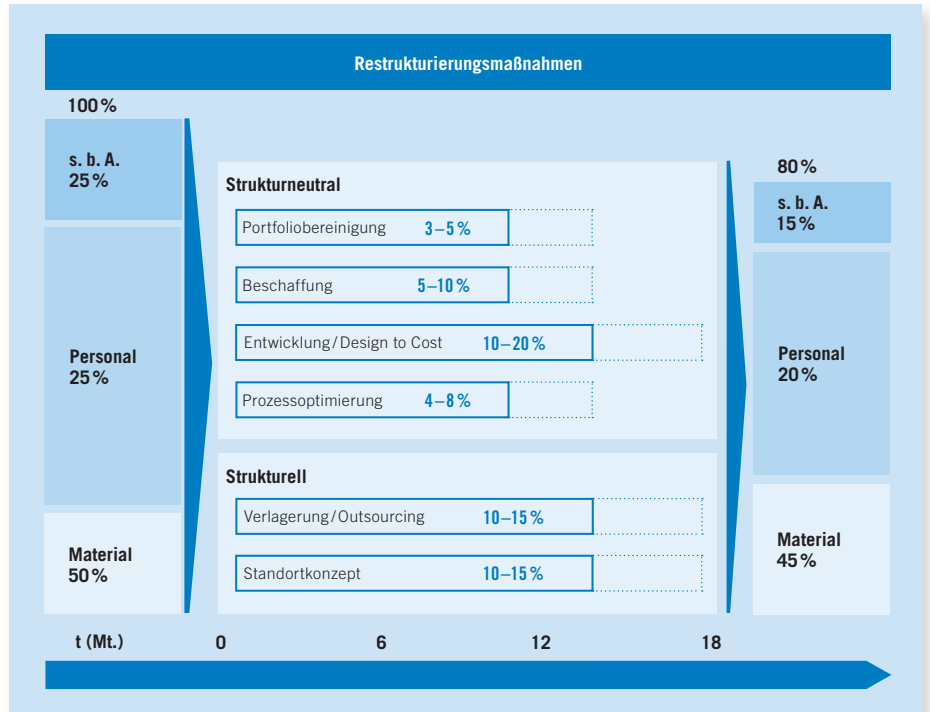 Restrukturierungsmaßnahmen
100 %
s. b. A.
25 %
Personal
25 %
Material
50 %
Strukturneutral
Portfoliobereinigung 3–5 %
Beschaffung 5–10 %
Entwicklung / Design to Cost 10–20 %
Prozessoptimierung 4–8 %
Strukturell
Verlagerung / Outsourcing 10–15 %
Standortkonzept 10–15 %
80 %
s. b. A.
15 %
Personal
20 %
Material
45 %
t (Mt.) 0 6 12 18